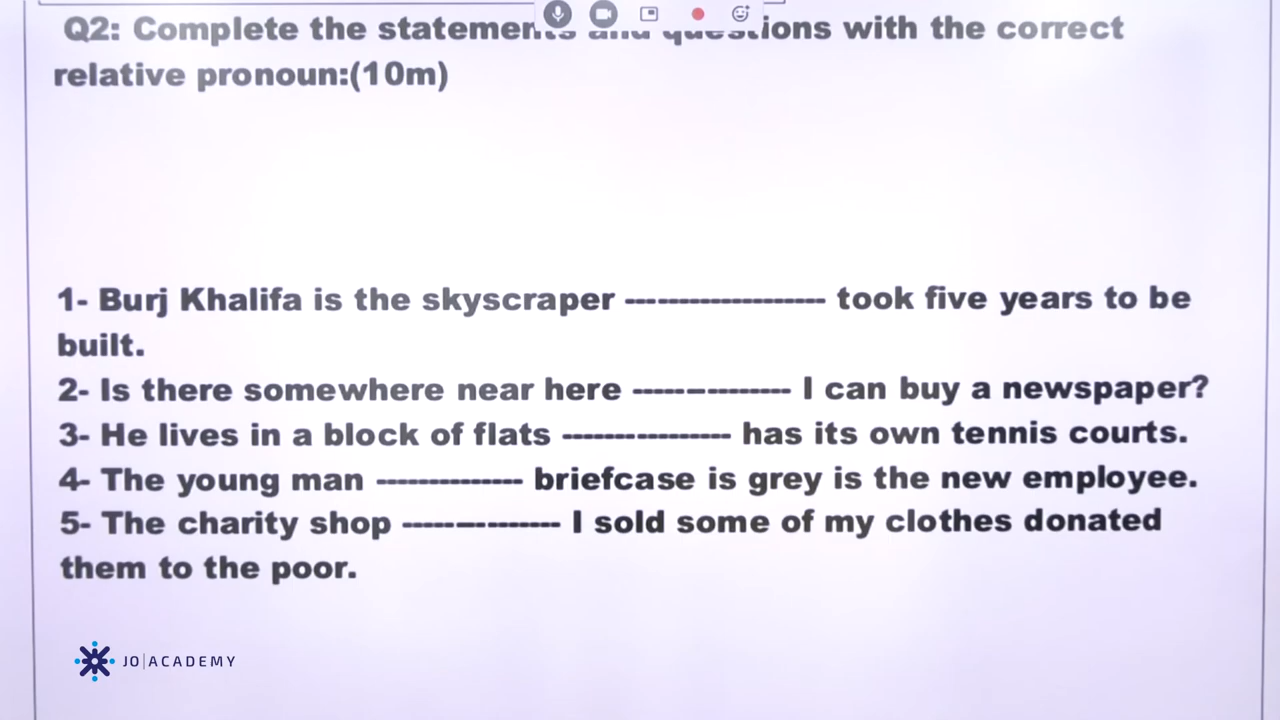 Q2: Complete the statements and questions with the correct
relative pronoun:(10m)
1- Burj Khalifa is the skyscraper -------------------- took five years to be
built.
2- Is there somewhere near here ---------------- I can buy a newspaper?
3- He lives in a block of flats ----------------- has its own tennis courts.
4- The young man --------------- briefcase is grey is the new employee.
5- The charity shop ---------------- I sold some of my clothes donated
them to the poor.
JO|ACADEMY